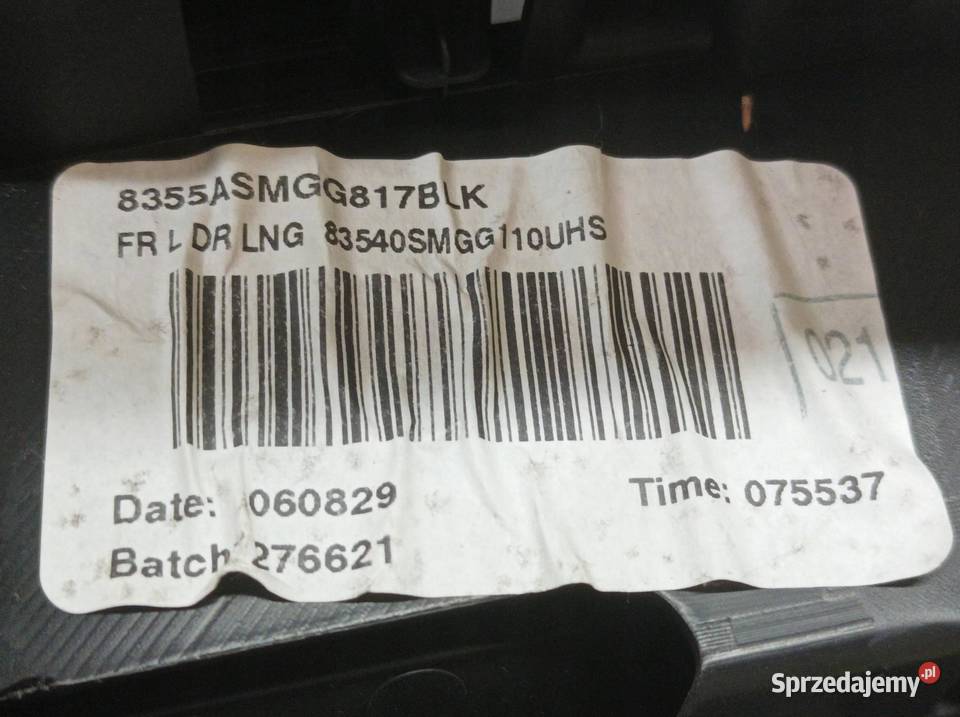 8355ASMGG817BLK
FR L DR LNG 83540SMGG110UHS
021
Date: 060829
Time: 075537
Batch 276621
Sprzedajemy.pl